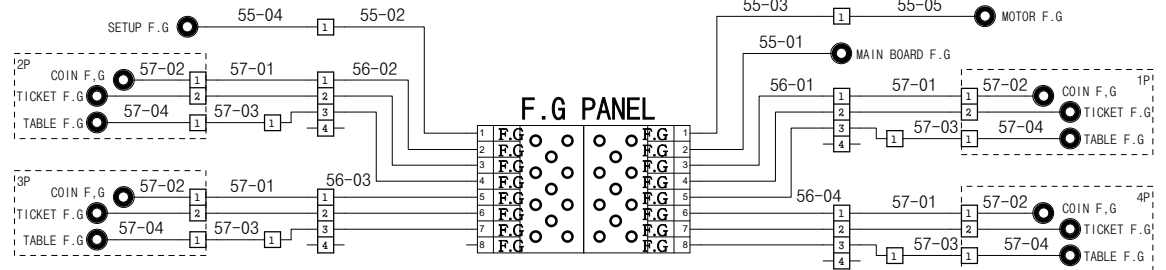 SETUP F.G 55-04 1 55-02
55-03 1 55-05 MOTOR F.G
55-01 MAIN BOARD F.G
2P
COIN F,G 57-02 1 57-01 1 56-02
TICKET F.G 2 2
TABLE F.G 57-04 1 57-03 1 3
4
F.G PANEL
1 F.G F.G 1
2 F.G F.G 2
3 F.G F.G 3
4 F.G F.G 4
5 F.G F.G 5
6 F.G F.G 6
7 F.G F.G 7
8 F.G F.G 8
56-01 1 57-01 1 57-02 COIN F,G 1P
2 2 TICKET F.G
3 1 57-03 1 57-04 TABLE F.G
4
3P
COIN F,G 57-02 1 57-01 1 56-03
TICKET F.G 2 2
TABLE F.G 57-04 1 57-03 1 3
4
56-04 1 57-01 1 57-02 COIN F,G 4P
2 2 TICKET F.G
3 1 57-03 1 57-04 TABLE F.G
4